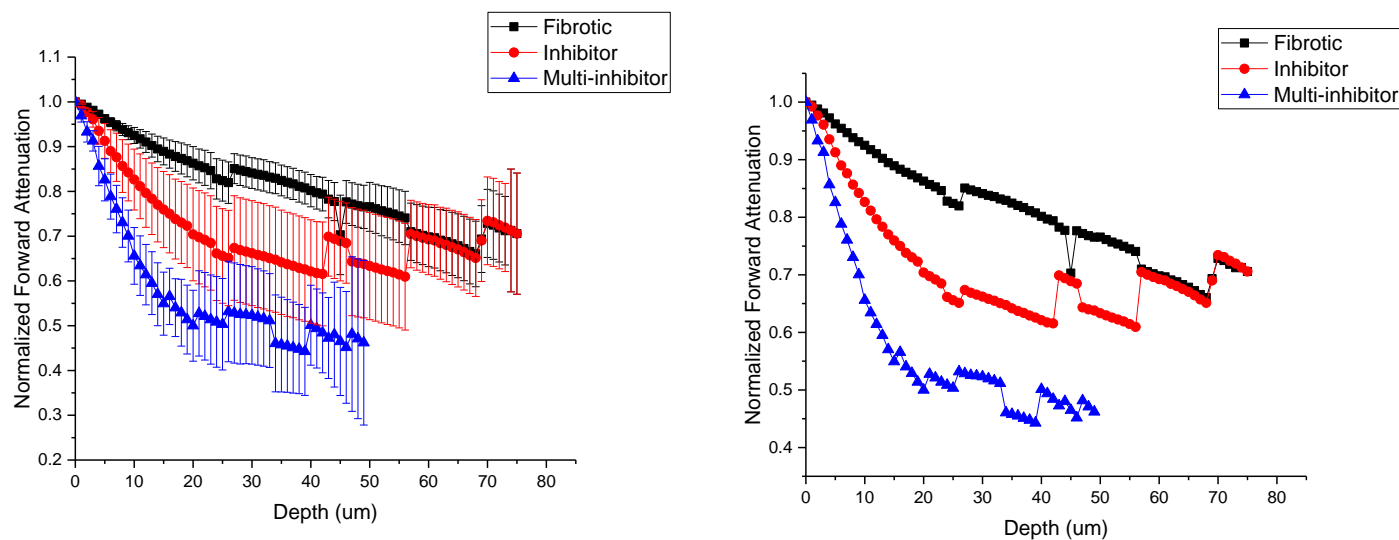 Fibrotic
Inhibitor
Multi-inhibitor
1.1
1.0
0.9
0.8
0.7
0.6
0.5
0.4
0.3
0.2
Normalized Forward Attenuation
0 10 20 30 40 50 60 70 80
Depth (um)
Fibrotic
Inhibitor
Multi-inhibitor
1.0
0.9
0.8
0.7
0.6
0.5
0.4
Normalized Forward Attenuation
0 10 20 30 40 50 60 70 80
Depth (um)